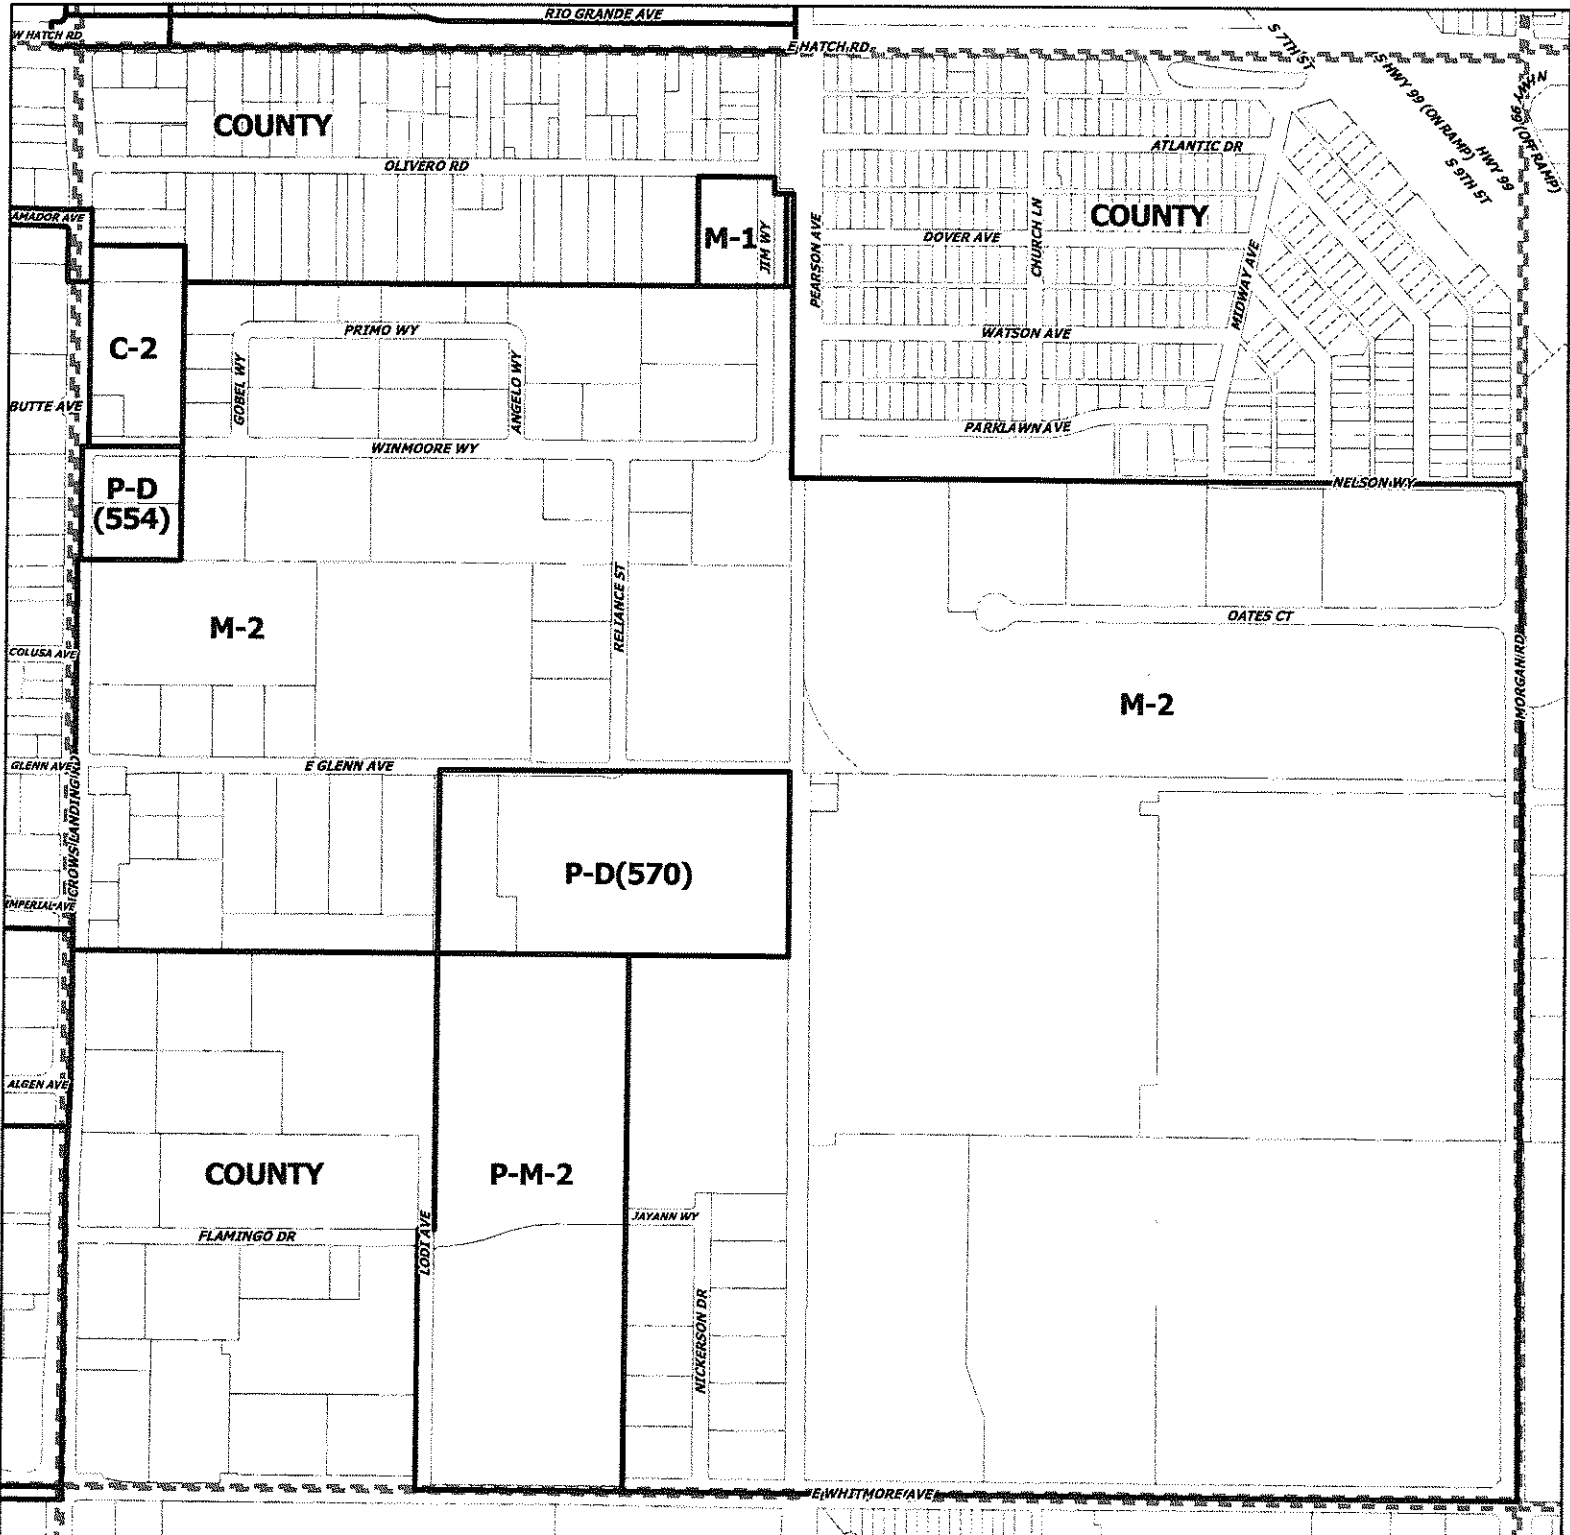 RIO GRANDE AVE
W HATCH RD
E HATCH RD
S 7TH ST
S HWY 99 (ON RAMP)
N HWY 99 (OFF RAMP)
HWY 99
S 9TH ST
COUNTY
ATLANTIC DR
OLIVERO RD
AMADOR AVE
M-1
JIM WY
PEARSON AVE
DOVER AVE
CHURCH LN
COUNTY
MIDWAY AVE
C-2
PRIMO WY
WATSON AVE
GOBEL WY
ANGELO WY
BUTTE AVE
WINMOORE WY
PARKLAWN AVE
NELSON WY
P-D
(554)
RELIANCE ST
OATES CT
M-2
COLUSA AVE
MORGAN RD
M-2
GLENN AVE
E GLENN AVE
CROWS LANDING RD
P-D(570)
IMPERIAL AVE
ALGEN AVE
COUNTY
P-M-2
JAYANN WY
FLAMINGO DR
LODI AVE
NICKERSON DR
E WHITMORE AVE